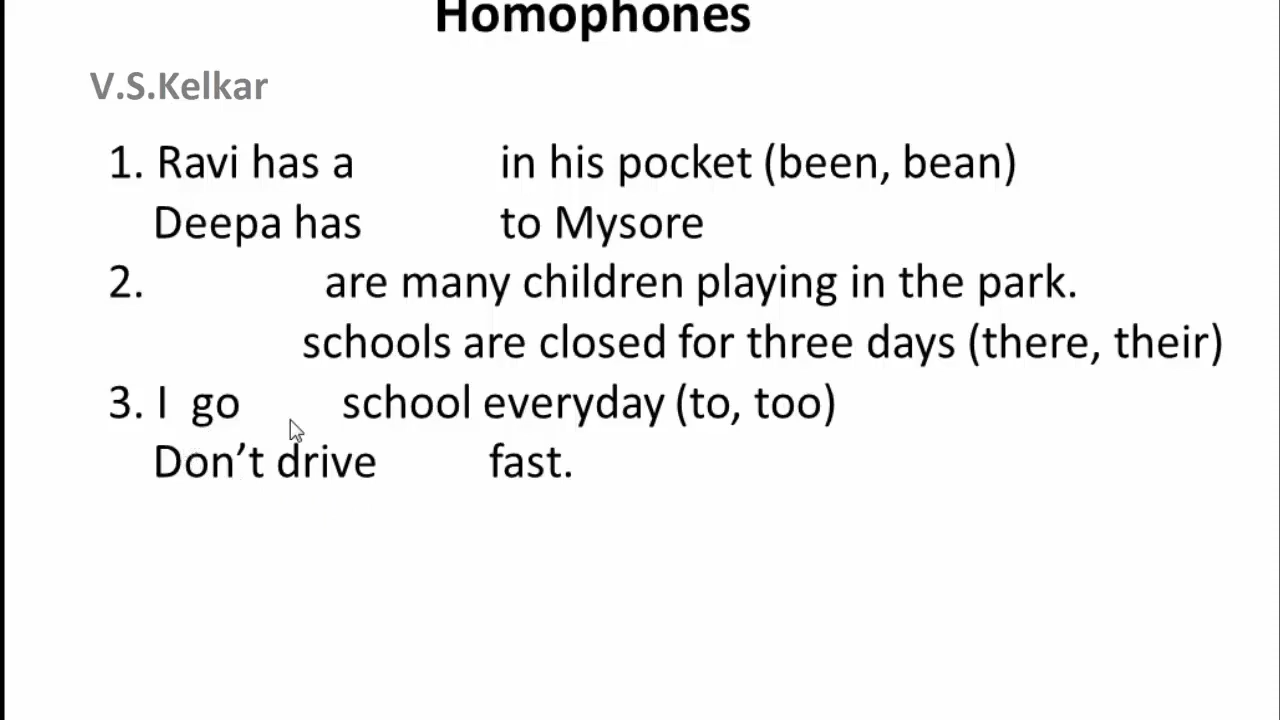 Homophones
V.S.Kelkar
1. Ravi has a in his pocket (been, bean)
Deepa has to Mysore
2. are many children playing in the park.
schools are closed for three days (there, their)
3. I go school everyday (to, too)
Don’t drive fast.